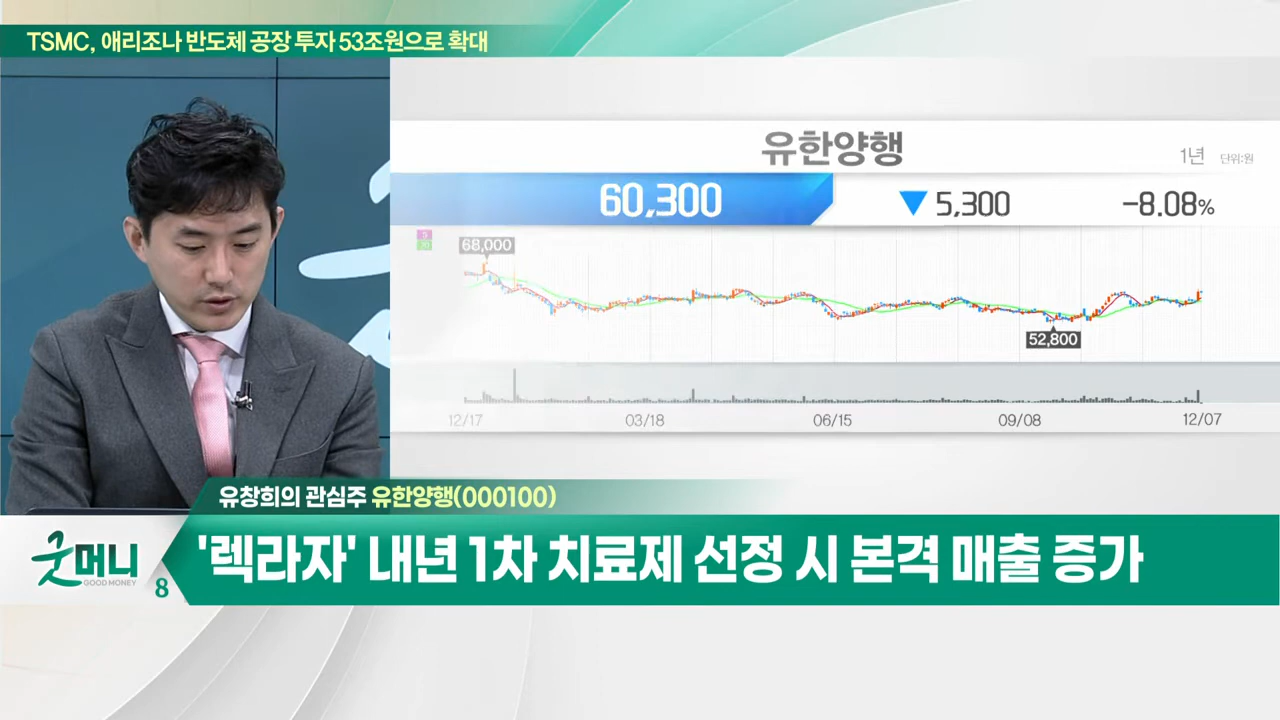 TSMC, 애리조나 반도체 공장 투자 53조원으로 확대
유한양행
1년 단위:원
60,300 ▼ 5,300 -8.08%
5
20
68,000
52,800
12/17 03/18 06/15 09/08 12/07
유창희의 관심주 유한양행(000100)
굿머니
GOOD MONEY
8
'렉라자' 내년 1차 치료제 선정 시 본격 매출 증가